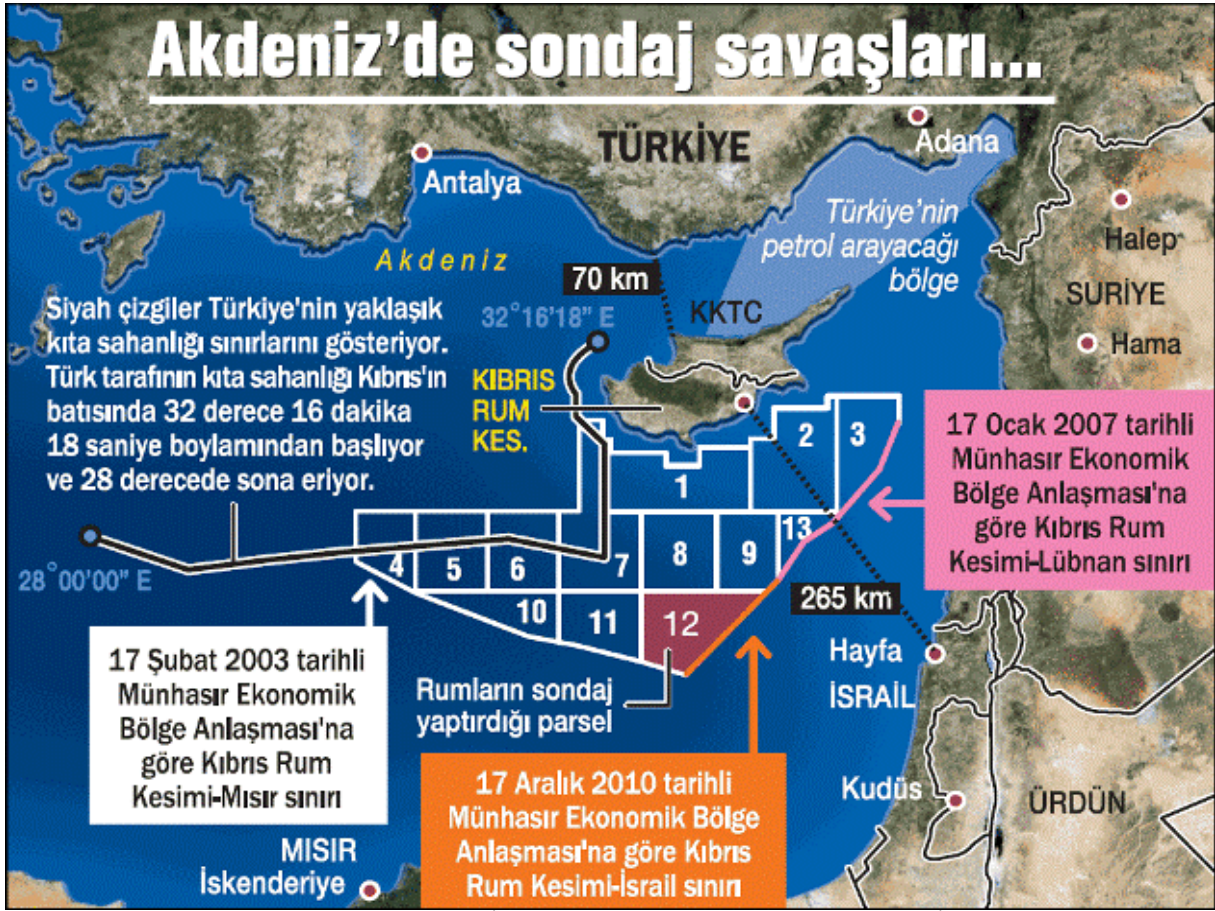 Akdeniz'de sondaj savaşları...
TÜRKİYE
Adana
Antalya
Türkiye'nin
petrol arayacağı
bölge
Halep
SURİYE
Hama
Akdeniz
70 km
KKTC
32°16'18" E
Siyah çizgiler Türkiye'nin yaklaşık
kıta sahanlığı sınırlarını gösteriyor.
Türk tarafının kıta sahanlığı Kıbrıs'ın
batısında 32 derece 16 dakika
18 saniye boylamından başlıyor
ve 28 derecede sona eriyor.
KIBRIS
RUM
KES.
28°00'00" E
1
2
3
4
5
6
7
8
9
13
10
11
12
17 Ocak 2007 tarihli
Münhasır Ekonomik
Bölge Anlaşması'na
göre Kıbrıs Rum
Kesimi-Lübnan sınırı
265 km
Hayfa
İSRAİL
Kudüs
ÜRDÜN
Rumların sondaj
yaptırdığı parsel
17 Şubat 2003 tarihli
Münhasır Ekonomik
Bölge Anlaşması'na
göre Kıbrıs Rum
Kesimi-Mısır sınırı
17 Aralık 2010 tarihli
Münhasır Ekonomik Bölge
Anlaşması'na göre Kıbrıs
Rum Kesimi-İsrail sınırı
MISIR
İskenderiye